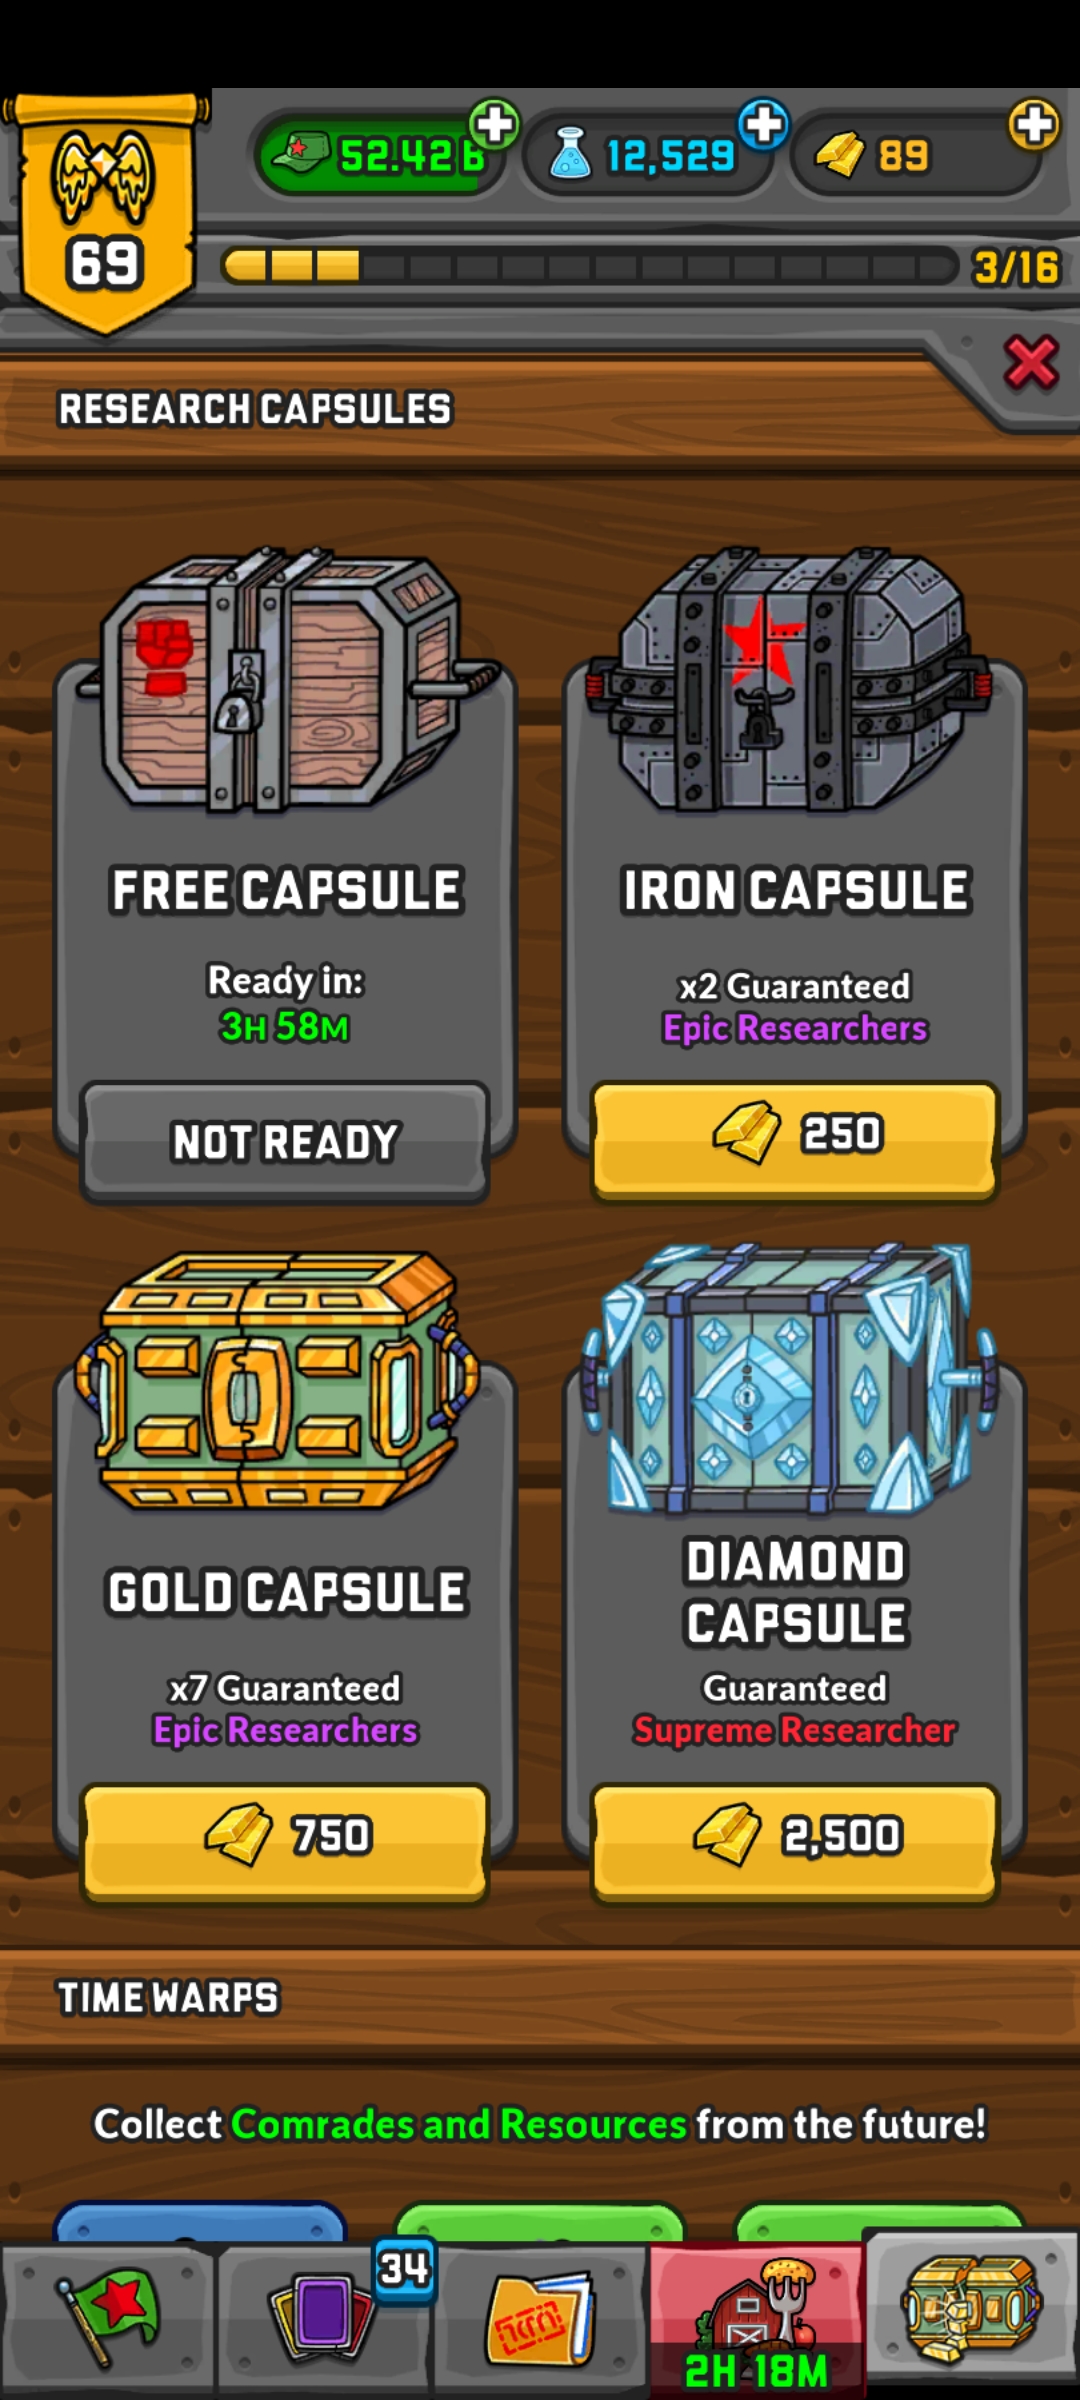 52.42B
12,529
89
69
3/16
RESEARCH CAPSULES
FREE CAPSULE
Ready in:
3H 58M
NOT READY
IRON CAPSULE
x2 Guaranteed
Epic Researchers
250
GOLD CAPSULE
x7 Guaranteed
Epic Researchers
750
DIAMOND
CAPSULE
Guaranteed
Supreme Researcher
2,500
TIME WARPS
Collect Comrades and Resources from the future!
34
2H 18M